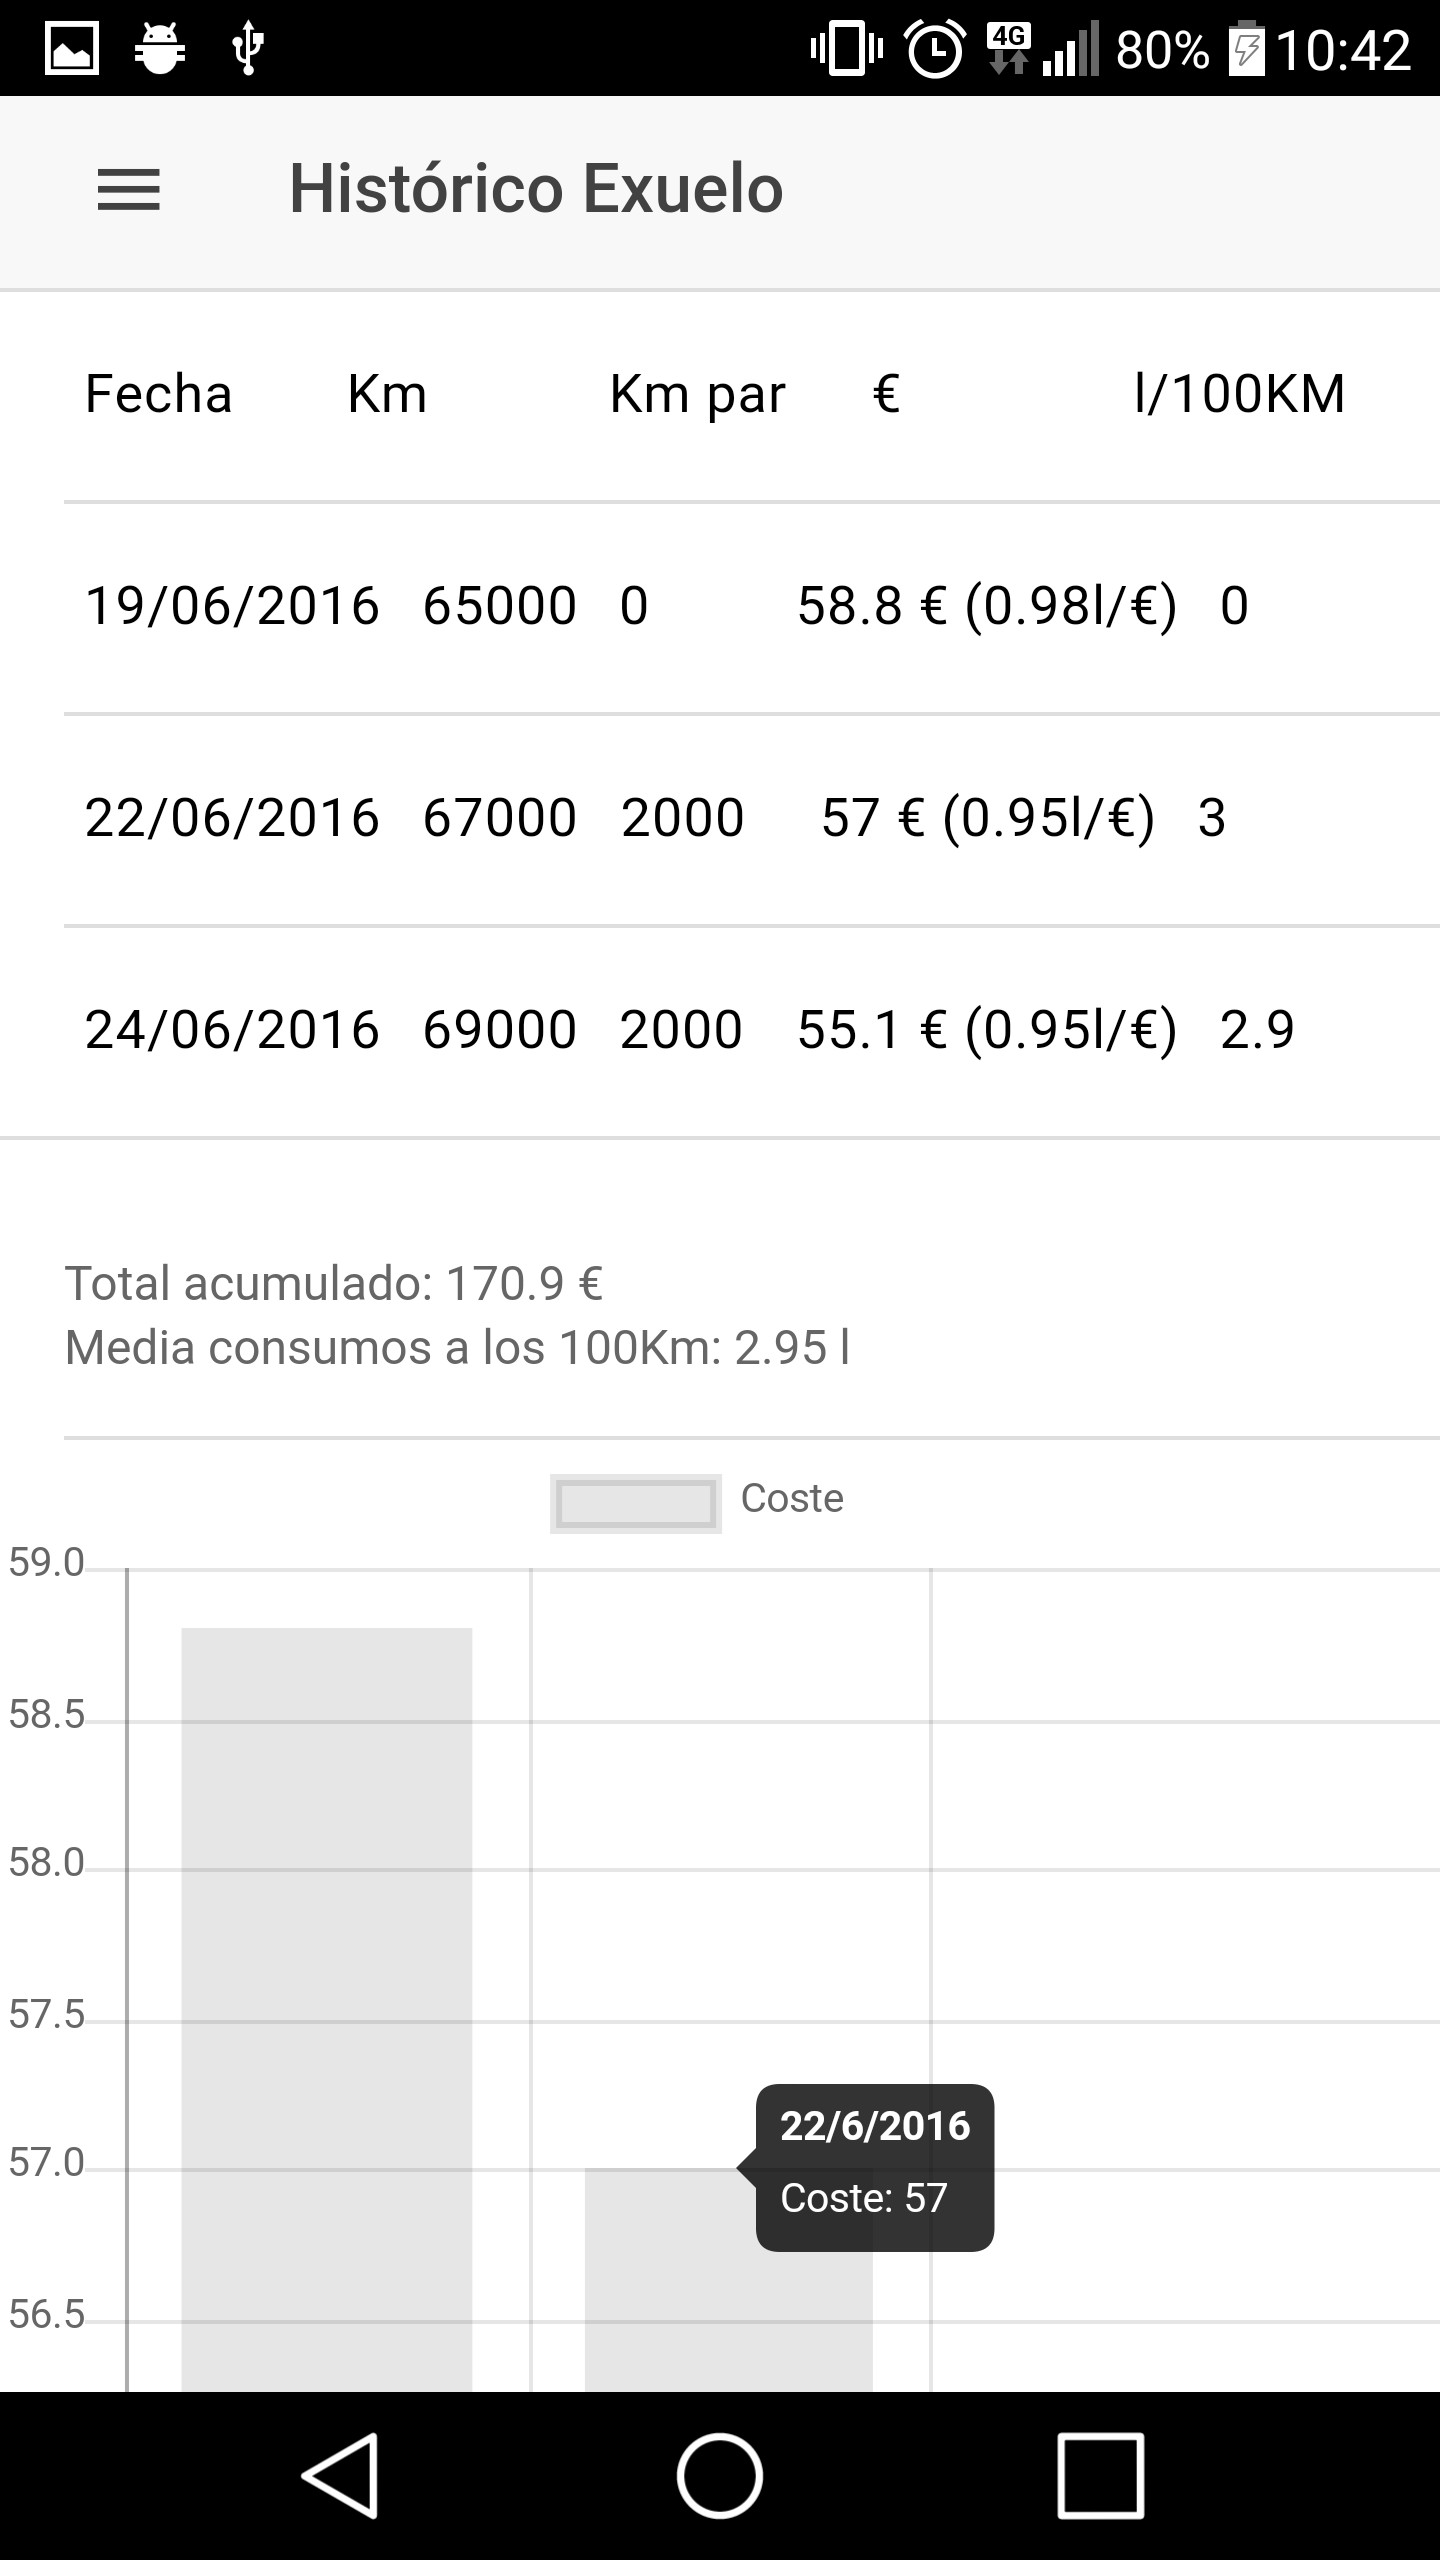 4G 80% 10:42
Histórico Exuelo
Fecha Km Km par € l/100KM
19/06/2016 65000 0 58.8 € (0.98l/€) 0
22/06/2016 67000 2000 57 € (0.95l/€) 3
24/06/2016 69000 2000 55.1 € (0.95l/€) 2.9
Total acumulado: 170.9 €
Media consumos a los 100Km: 2.95 l
Coste
59.0
58.5
58.0
57.5
22/6/2016
57.0
Coste: 57
56.5